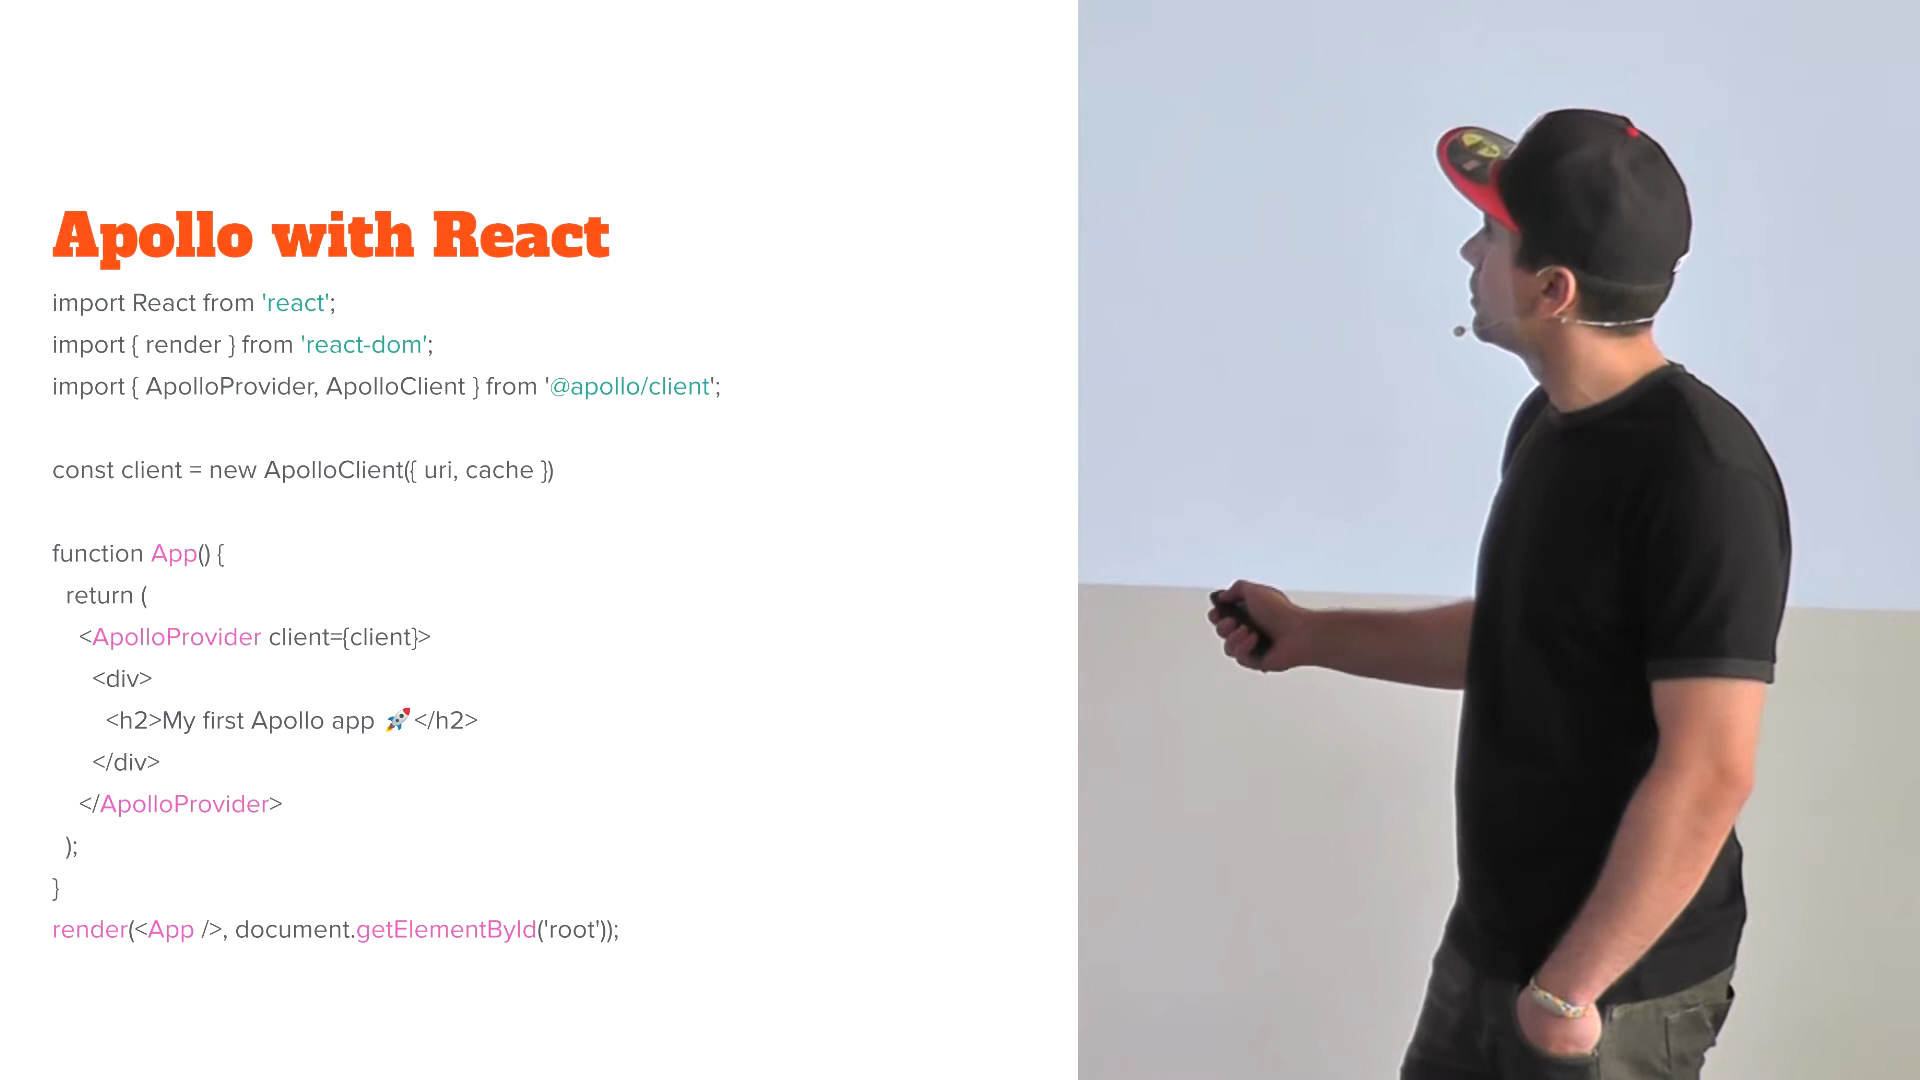 Apollo with React
import React from 'react';
import { render } from 'react-dom';
import { ApolloProvider, ApolloClient } from '@apollo/client';
const client = new ApolloClient({ uri, cache })
function App() {
return (
<ApolloProvider client={client}>
<div>
<h2>My first Apollo app 🚀</h2>
</div>
</ApolloProvider>
);
}
render(<App />, document.getElementById('root'));